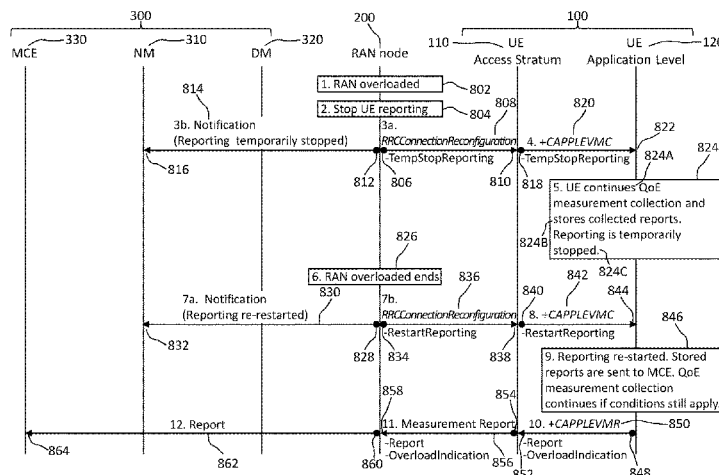 300
200
100
330
310
320
110
UE
UE
120
MCE
NM
DM
RAN node
Access Stratum
Application Level
814
1. RAN overloaded
802
2. Stop UE reporting
804
808
820
3b. Notification
(Reporting temporarily stopped)
3a.
RRCConnectionReconfiguration
-TempStopReporting
4. +CAPPLEVMC
-TempStopReporting
822
824A
824
816
812
806
810
818
5. UE continues QoE
measurement collection and
stores collected reports.
Reporting is temporarily
stopped.
824B
824C
826
6. RAN overloaded ends
836
840
842
844
7a. Notification
(Reporting re-restarted)
830
7b.
RRCConnectionReconfiguration
-RestartReporting
8. +CAPPLEVMC
-RestartReporting
846
832
828
834
838
9. Reporting re-started. Stored
reports are sent to MCE. QoE
measurement collection
continues if conditions still apply.
858
854
12. Report
11. Measurement Report
-Report
-OverloadIndication
10. +CAPPLEVMR
-Report
-OverloadIndication
850
864
862
860
856
852
848